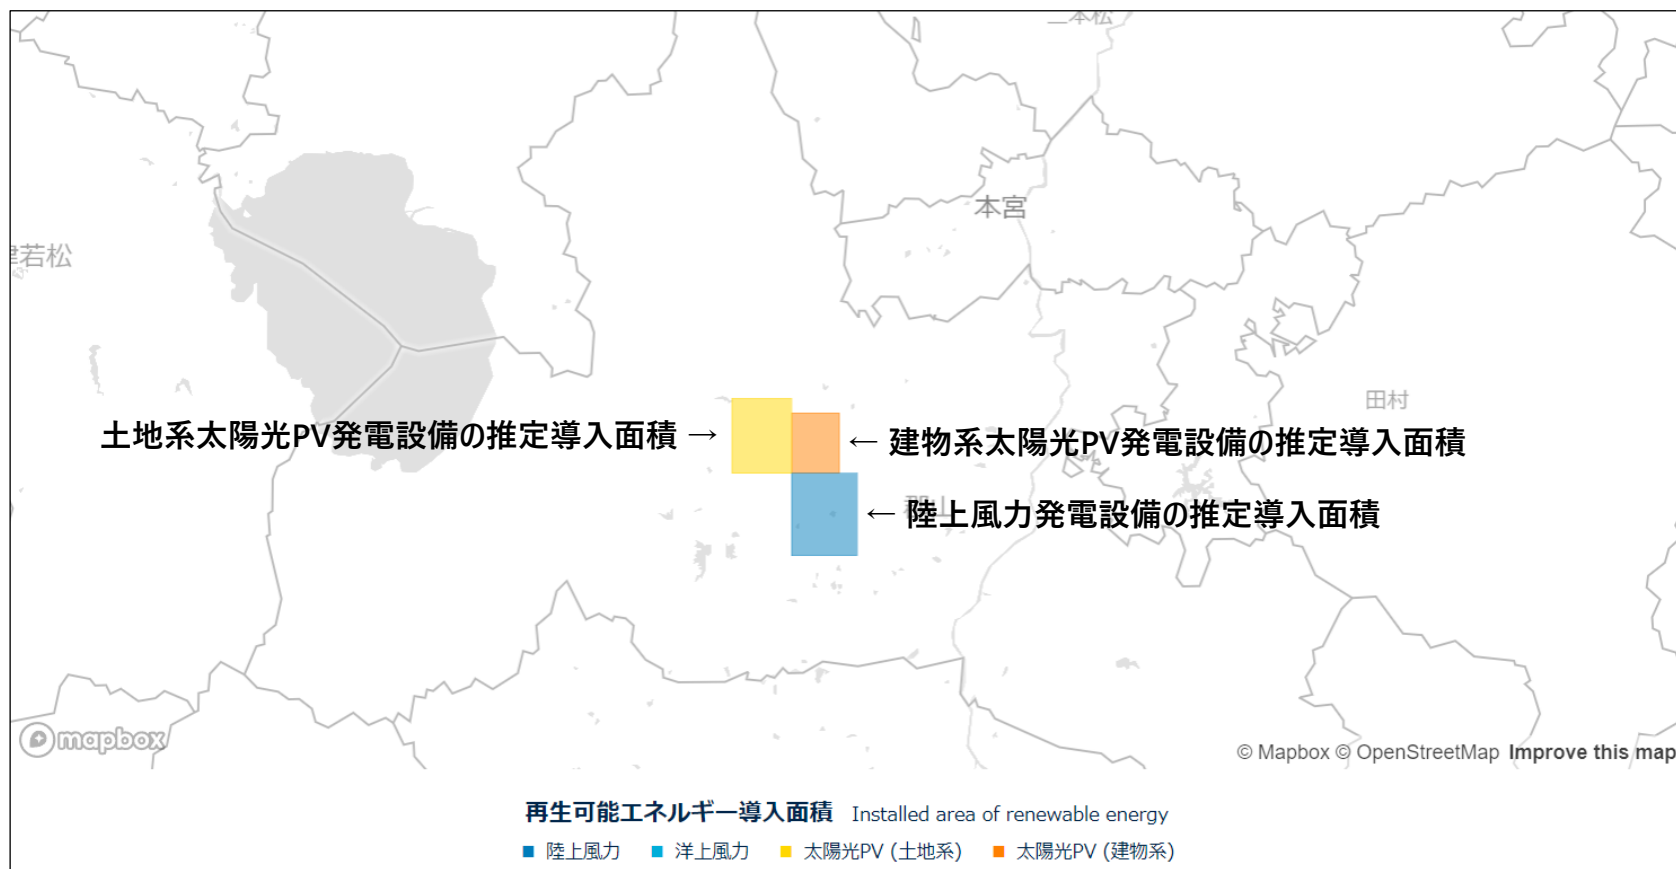 二本松
本宮
津若松
田村
土地系太陽光PV発電設備の推定導入面積 →
← 建物系太陽光PV発電設備の推定導入面積
郡山
← 陸上風力発電設備の推定導入面積
mapbox
© Mapbox © OpenStreetMap Improve this map
再生可能エネルギー導入面積 Installed area of renewable energy
陸上風力 洋上風力 太陽光PV (土地系) 太陽光PV (建物系)